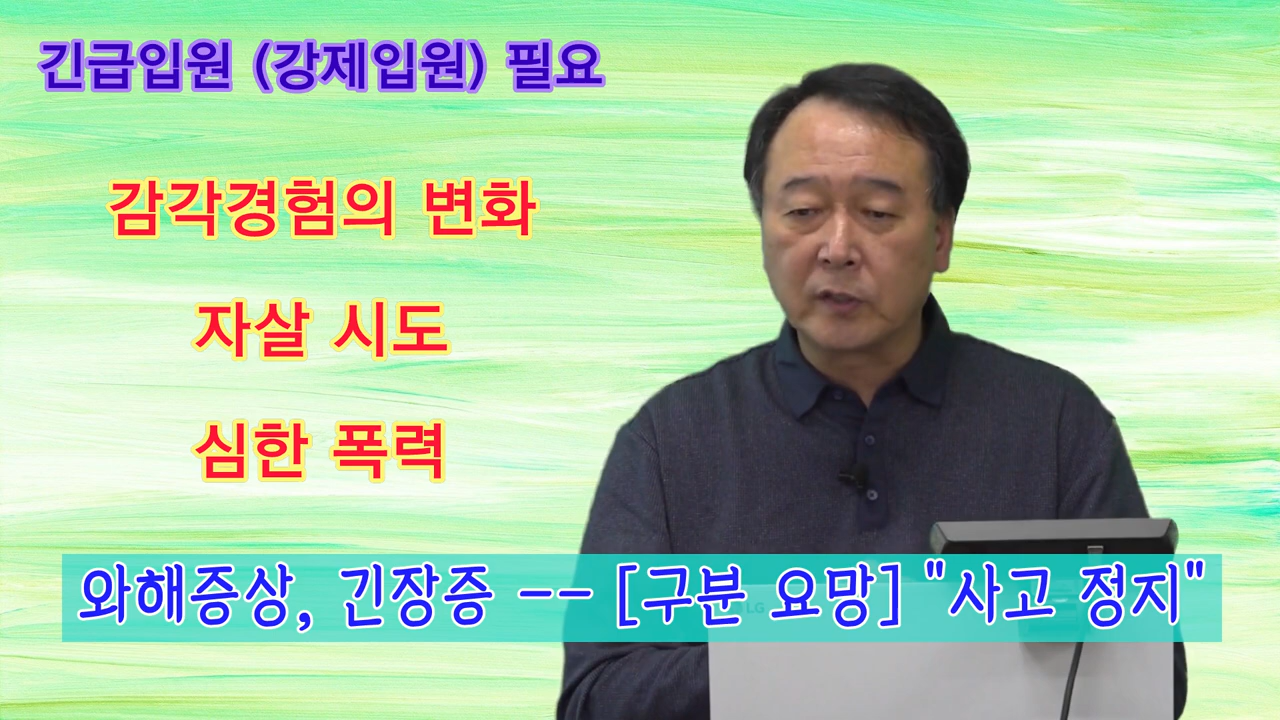 긴급입원 (강제입원) 필요
감각경험의 변화
자살 시도
심한 폭력
와해증상, 긴장증 -- [구분 요망] "사고 정지"
LG